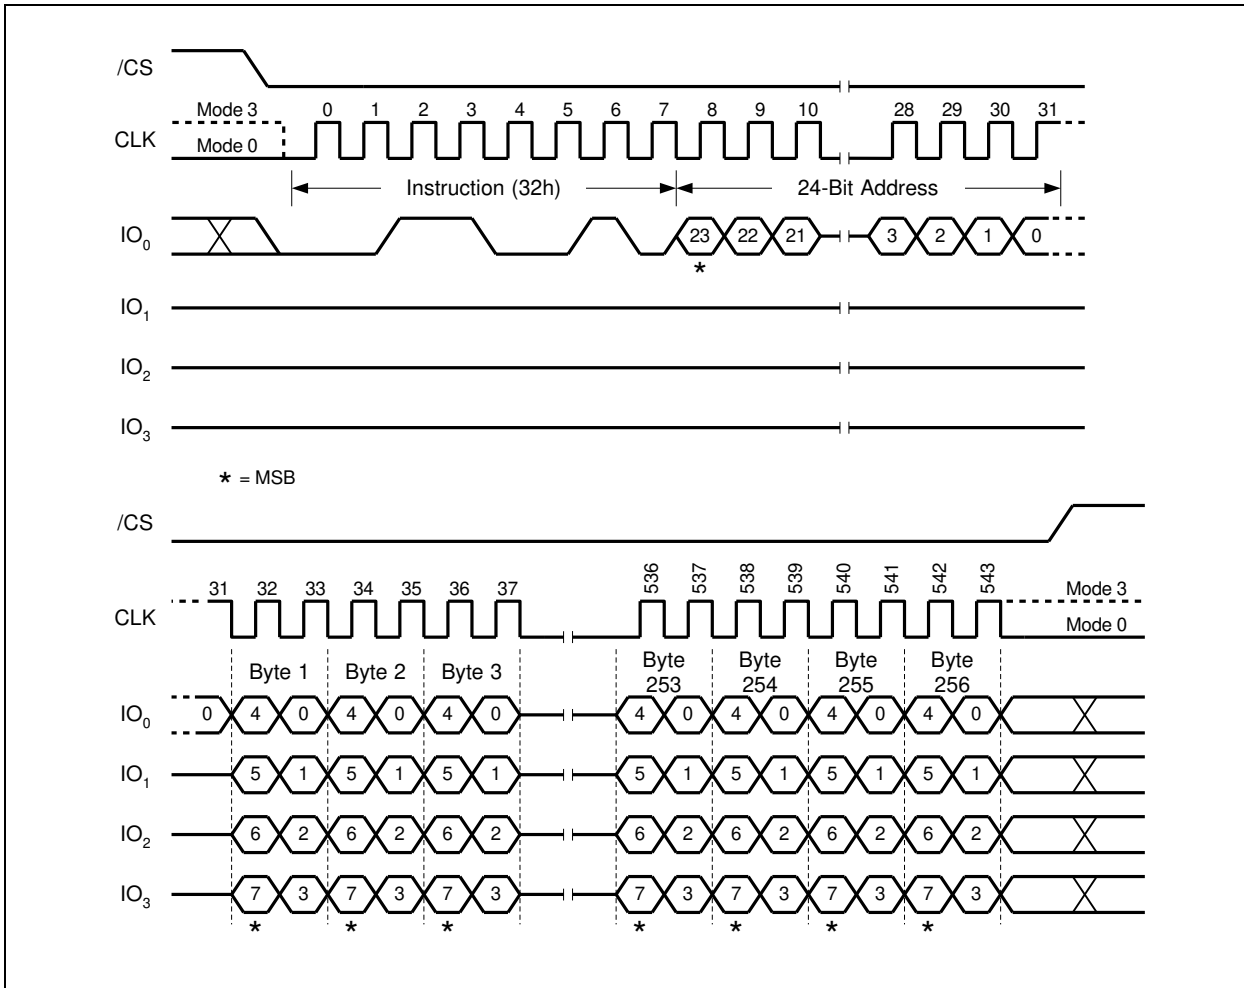 /CS
Mode 3 0 1 2 3 4 5 6 7 8 9 10 28 29 30 31
CLK
Mode 0
Instruction (32h) 24-Bit Address
IO0 23 22 21 3 2 1 0
*
IO1
IO2
IO3
* = MSB
/CS
31 32 33 34 35 36 37 536 537 538 539 540 541 542 543 Mode 3
CLK
Mode 0
Byte 1 Byte 2 Byte 3 Byte 253 Byte 254 Byte 255 Byte 256
IO0 0 4 0 4 0 4 0 4 0 4 0 4 0 4 0
IO1 5 1 5 1 5 1 5 1 5 1 5 1 5 1
IO2 6 2 6 2 6 2 6 2 6 2 6 2 6 2
IO3 7 3 7 3 7 3 7 3 7 3 7 3 7 3
* * * * * * *